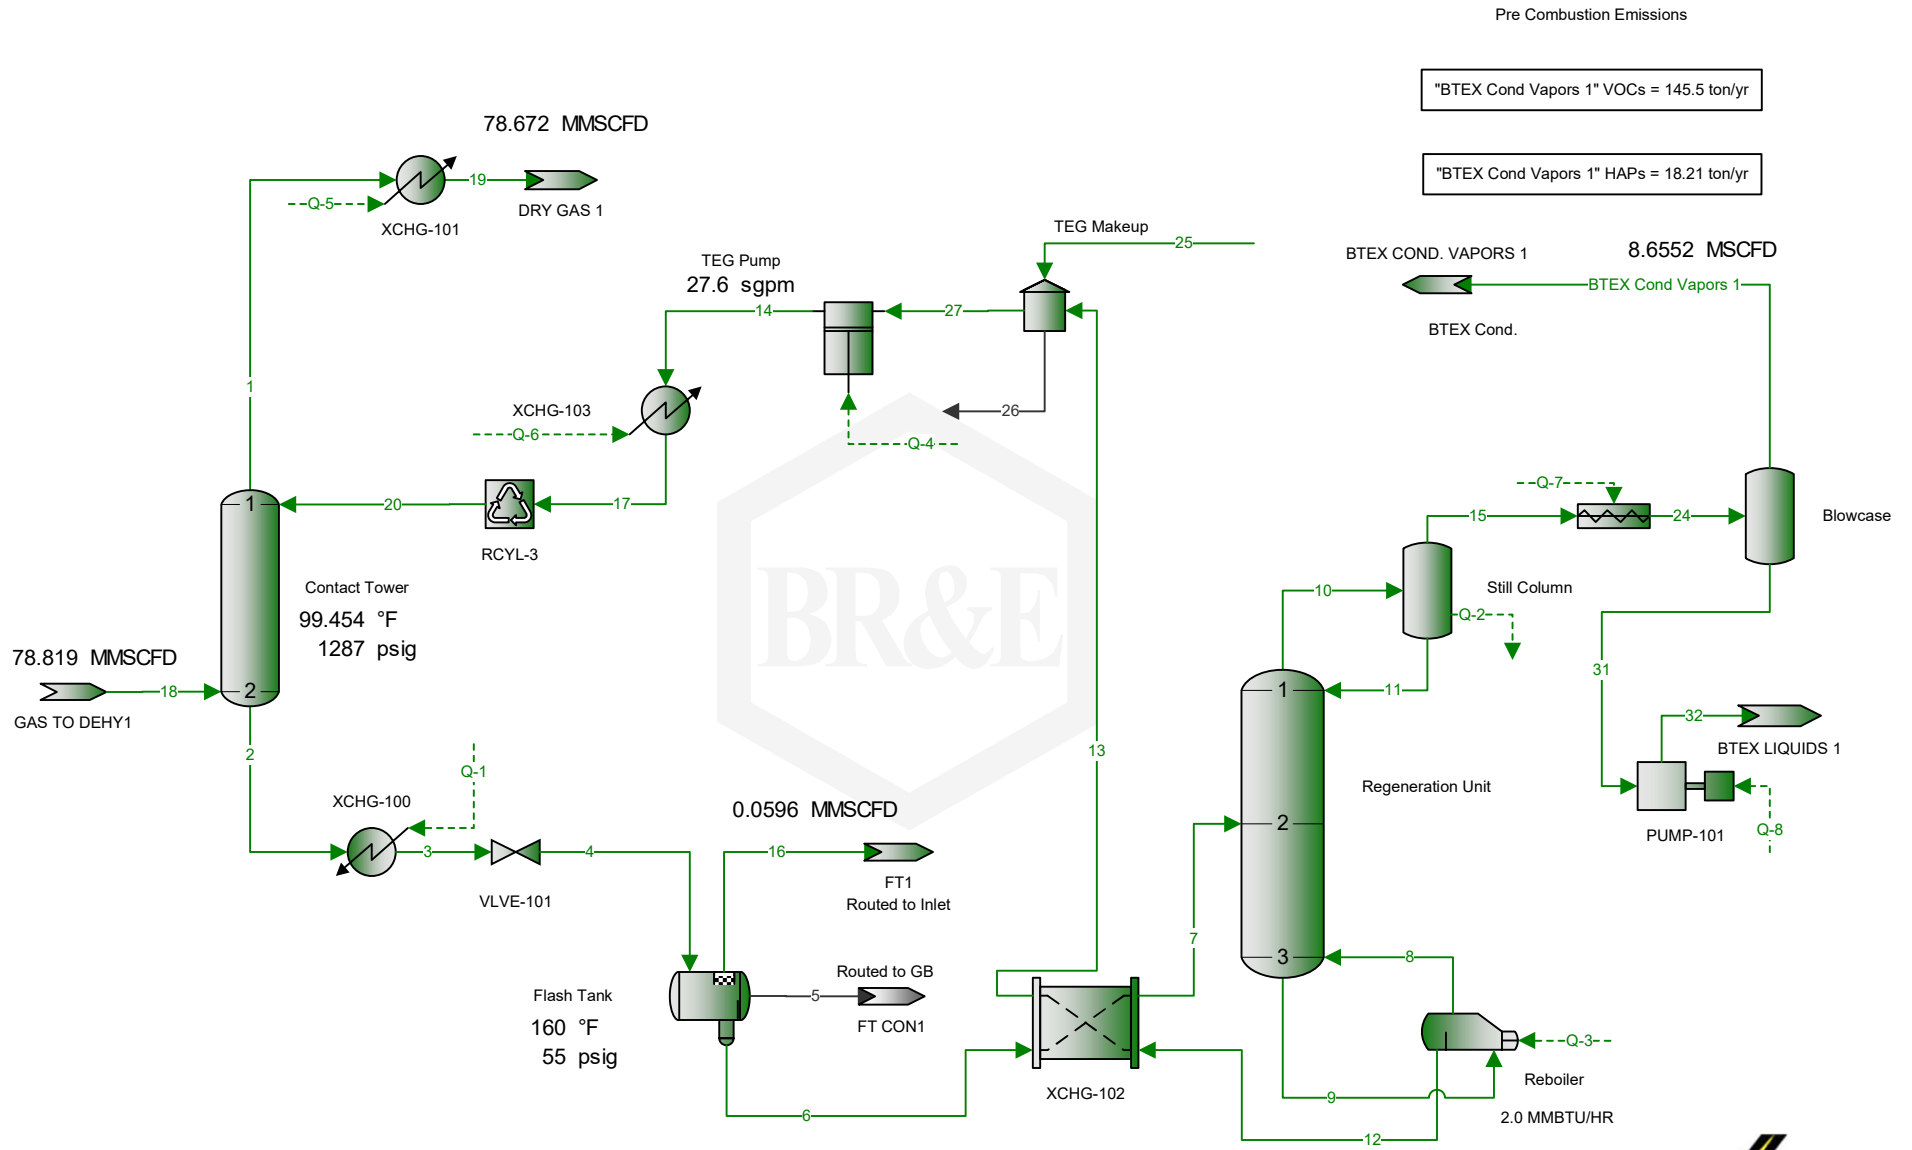 Pre Combustion Emissions
"BTEX Cond Vapors 1" VOCs = 145.5 ton/yr
78.672 MMSCFD
"BTEX Cond Vapors 1" HAPs = 18.21 ton/yr
19
Q-5
DRY GAS 1
XCHG-101
TEG Makeup
25
BTEX COND. VAPORS 1
8.6552 MSCFD
TEG Pump
27.6 sgpm
BTEX Cond Vapors 1
14
27
BTEX Cond.
1
XCHG-103
26
Q-6
Q-4
Q-7
1
20
17
15
24
Blowcase
RCYL-3
Contact Tower
99.454 °F
1287 psig
10
Still Column
Q-2
BR&E
78.819 MMSCFD
18
2
GAS TO DEHY1
31
1
11
32
BTEX LIQUIDS 1
2
13
Q-1
Regeneration Unit
XCHG-100
0.0596 MMSCFD
2
PUMP-101
Q-8
3
4
16
FT1
Routed to Inlet
VLVE-101
7
3
8
Routed to GB
Flash Tank
5
160 °F
FT CON1
55 psig
Q-3
Reboiler
XCHG-102
9
2.0 MMBTU/HR
6
12